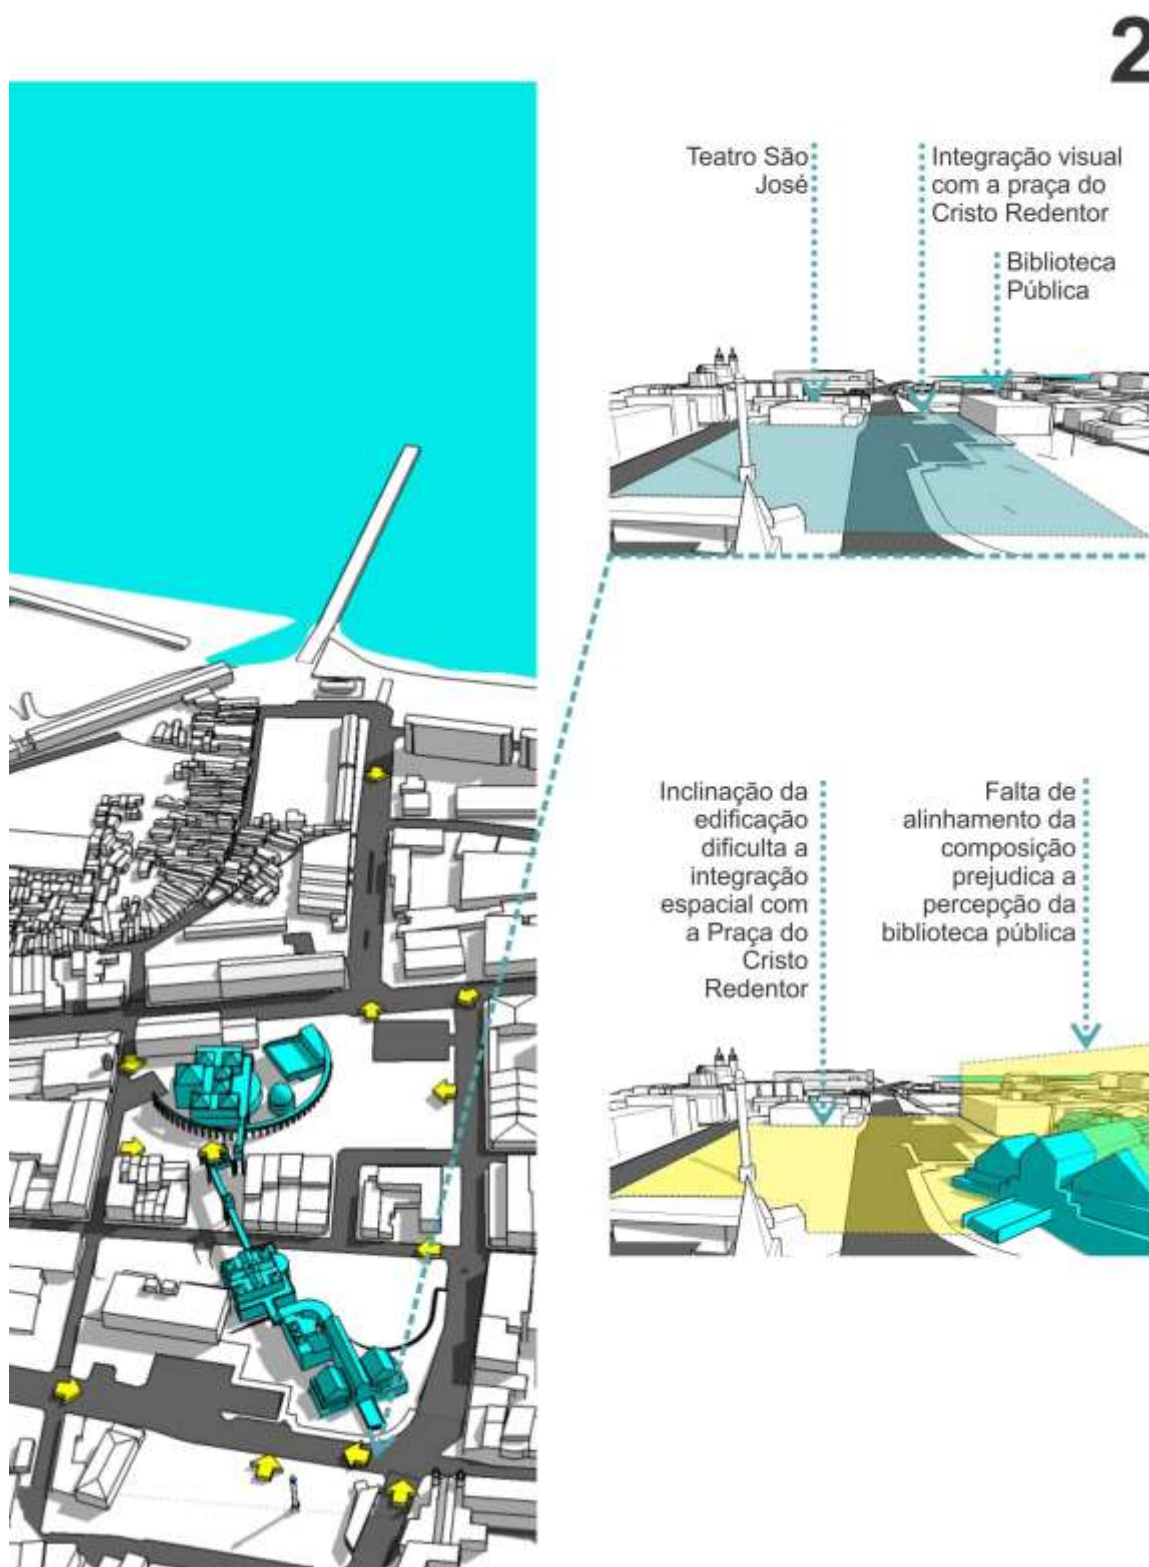 2
Teatro São
José
Integração visual
com a praça do
Cristo Redentor
Biblioteca
Pública
Inclinação da
edificação
dificulta a
integração
espacial com
a Praça do
Cristo
Redentor
Falta de
alinhamento da
composição
prejudica a
percepção da
biblioteca pública